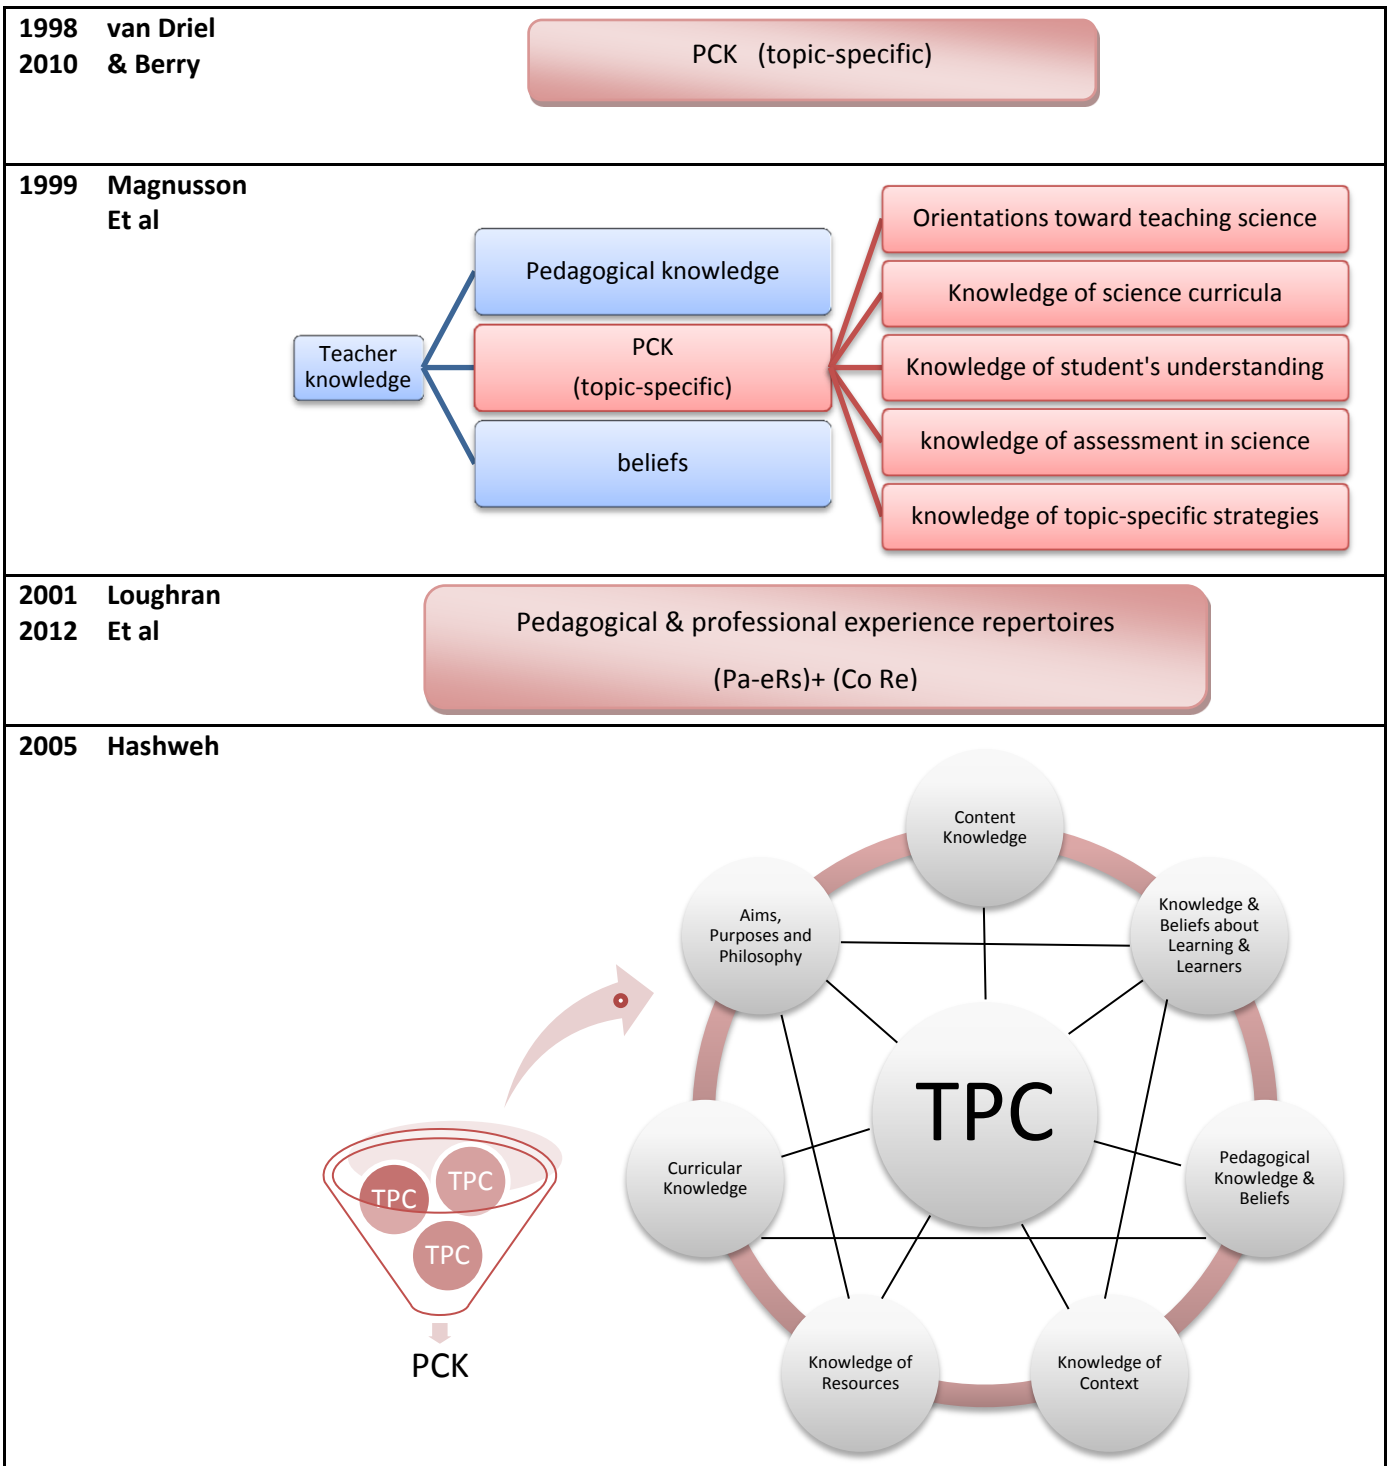 1998 van Driel
2010 & Berry
PCK (topic-specific)
1999 Magnusson
Et al
Teacher
knowledge
Pedagogical knowledge
PCK
(topic-specific)
beliefs
Orientations toward teaching science
Knowledge of science curricula
Knowledge of student's understanding
knowledge of assessment in science
knowledge of topic-specific strategies
2001 Loughran
2012 Et al
Pedagogical & professional experience repertoires
(Pa-eRs)+ (Co Re)
2005 Hashweh
Content
Knowledge
Aims,
Purposes and
Philosophy
Knowledge &
Beliefs about
Learning &
Learners
TPC
Curricular
Knowledge
Pedagogical
Knowledge &
Beliefs
Knowledge of
Resources
Knowledge of
Context
TPC
TPC
TPC
PCK